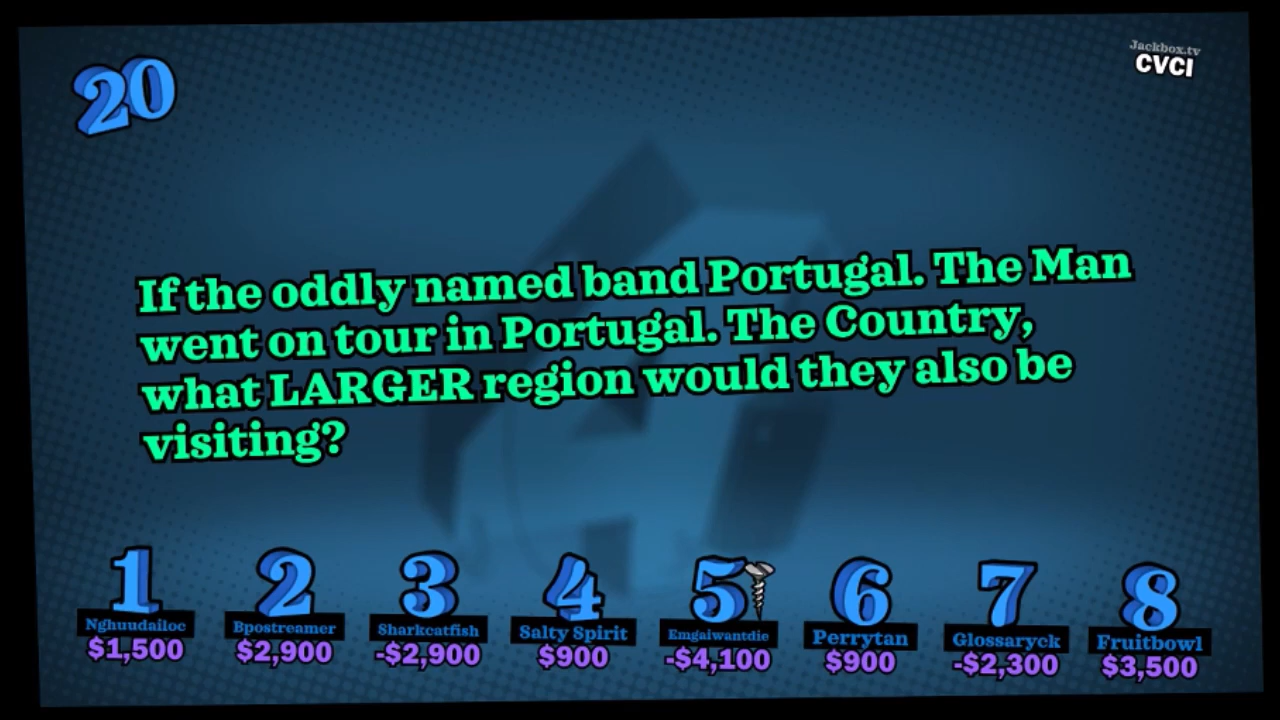 20
Jackbox.tv
CVCI
If the oddly named band Portugal. The Man
went on tour in Portugal. The Country,
what LARGER region would they also be
visiting?
1 2 3 4 5 6 7 8
Nghuudailoc Bpostreamer Sharkcatfish Salty Spirit Emgaiwantdie Perrytan Glossaryck Fruitbowl
$1,500 $2,900 -$2,900 $900 -$4,100 $900 -$2,300 $3,500